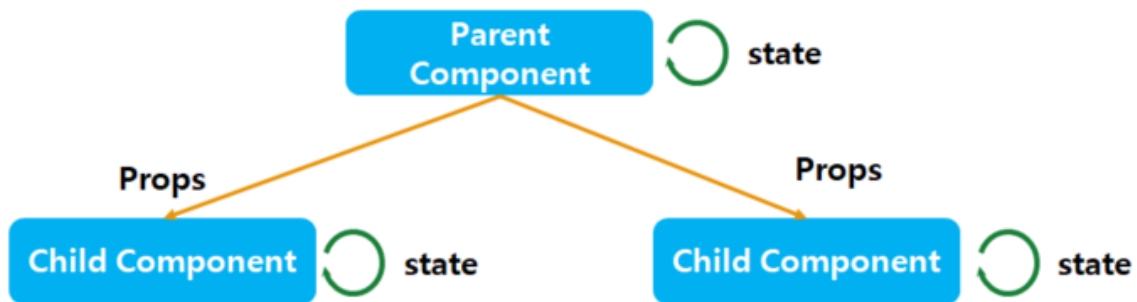 Parent
Component
state
Props
Props
Child Component
state
Child Component
state